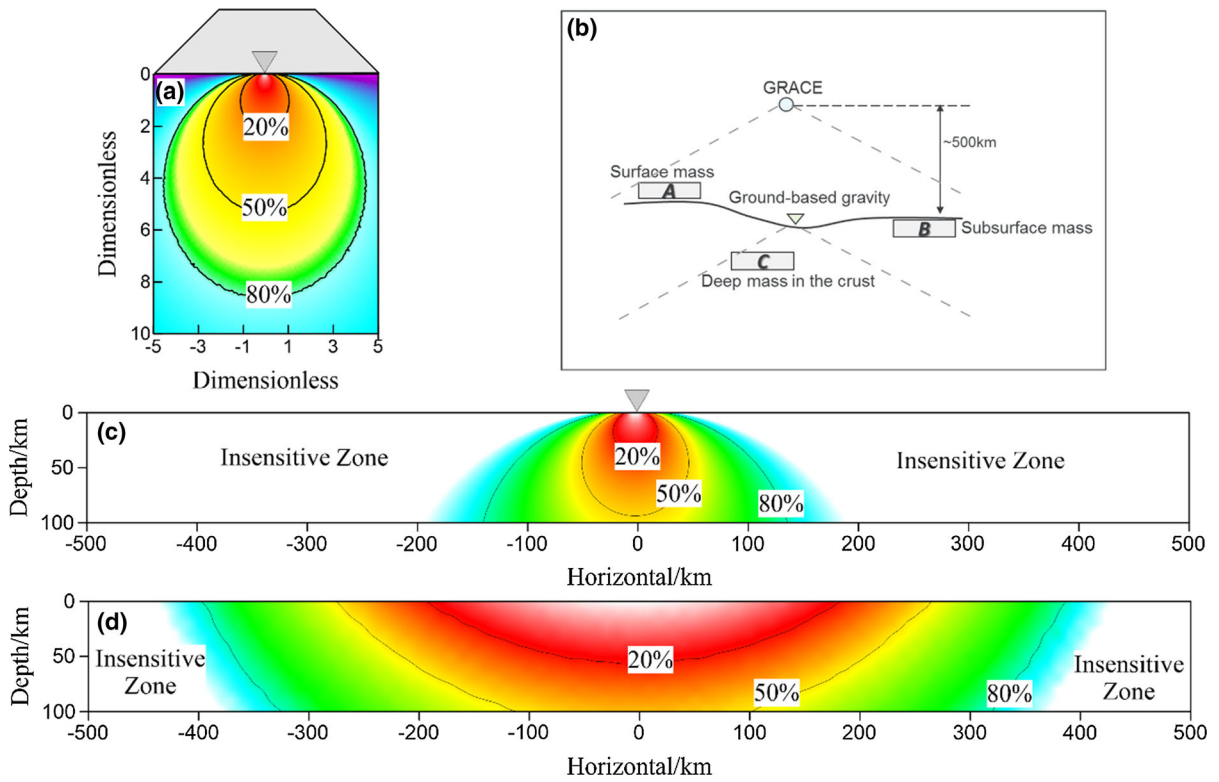 (a)
0
2
4
6
8
10
Dimensionless
20%
50%
80%
-5 -3 -1 1 3 5
Dimensionless
(b)
GRACE
~500km
Surface mass
A
Ground-based gravity
B
Subsurface mass
C
Deep mass in the crust
(c)
Depth/km
0
50
100
Insensitive Zone
20%
50%
80%
Insensitive Zone
-500 -400 -300 -200 -100 0 100 200 300 400 500
Horizontal/km
(d)
Depth/km
0
50
100
Insensitive
Zone
20%
50%
80%
Insensitive
Zone
-500 -400 -300 -200 -100 0 100 200 300 400 500
Horizontal/km